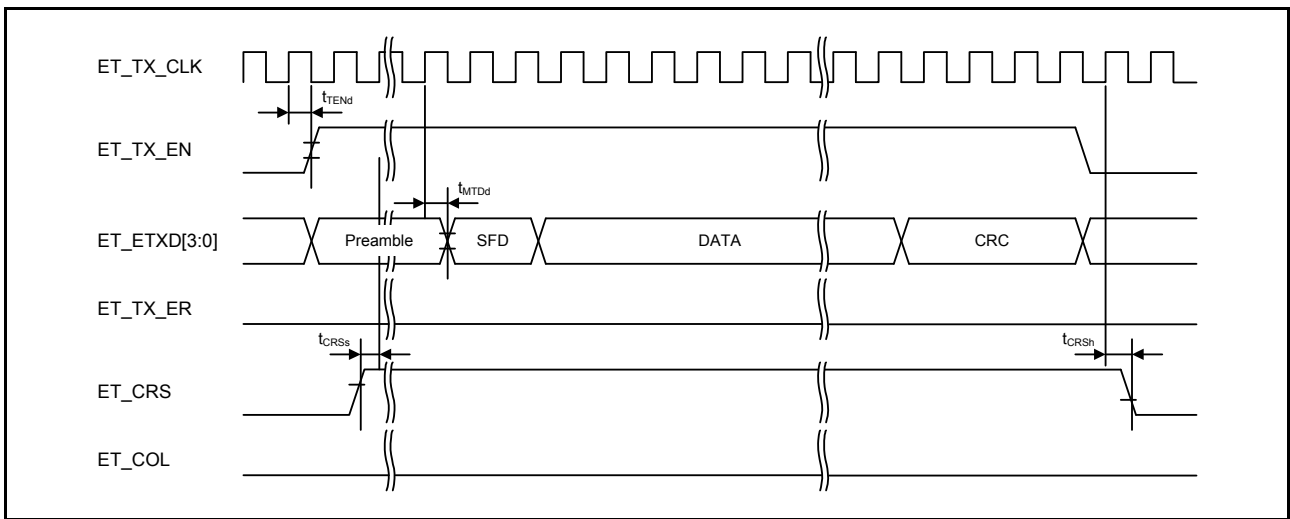 ET_TX_CLK
tTENd
ET_TX_EN
tMTDd
ET_ETXD[3:0]
Preamble
SFD
DATA
CRC
ET_TX_ER
tCRSs
tCRSh
ET_CRS
ET_COL